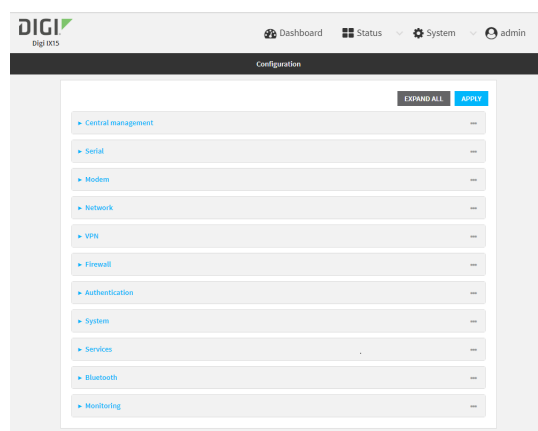 DIGI
Digi IX15
Dashboard Status System admin
Configuration
EXPAND ALL APPLY
Central management
Serial
Modem
Network
VPN
Firewall
Authentication
System
Services
Bluetooth
Monitoring